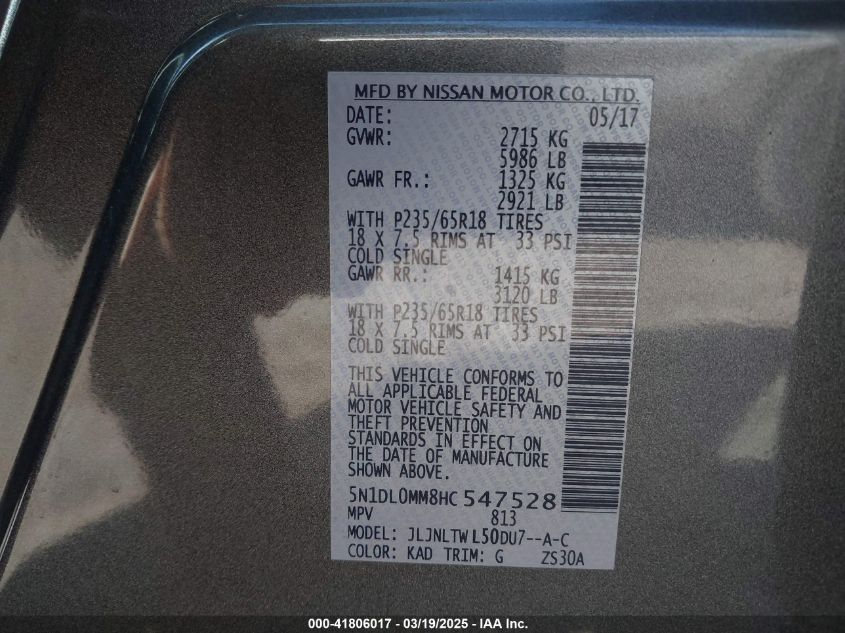 MFD BY NISSAN MOTOR CO., LTD.
DATE: 05/17
GVWR: 2715 KG
5986 LB
GAWR FR.: 1325 KG
2921 LB
WITH P235/65R18 TIRES
18 X 7.5 RIMS AT 33 PSI
COLD SINGLE
GAWR RR.: 1415 KG
3120 LB
WITH P235/65R18 TIRES
18 X 7.5 RIMS AT 33 PSI
COLD SINGLE
THIS VEHICLE CONFORMS TO
ALL APPLICABLE FEDERAL
MOTOR VEHICLE SAFETY AND
THEFT PREVENTION
STANDARDS IN EFFECT ON
THE DATE OF MANUFACTURE
SHOWN ABOVE.
5N1DL0MM8HC547528
MPV 813
MODEL: JLJNLTWL50DU7--A-C
COLOR: KAD TRIM: G ZS30A
000-41806017 - 03/19/2025 - IAA Inc.